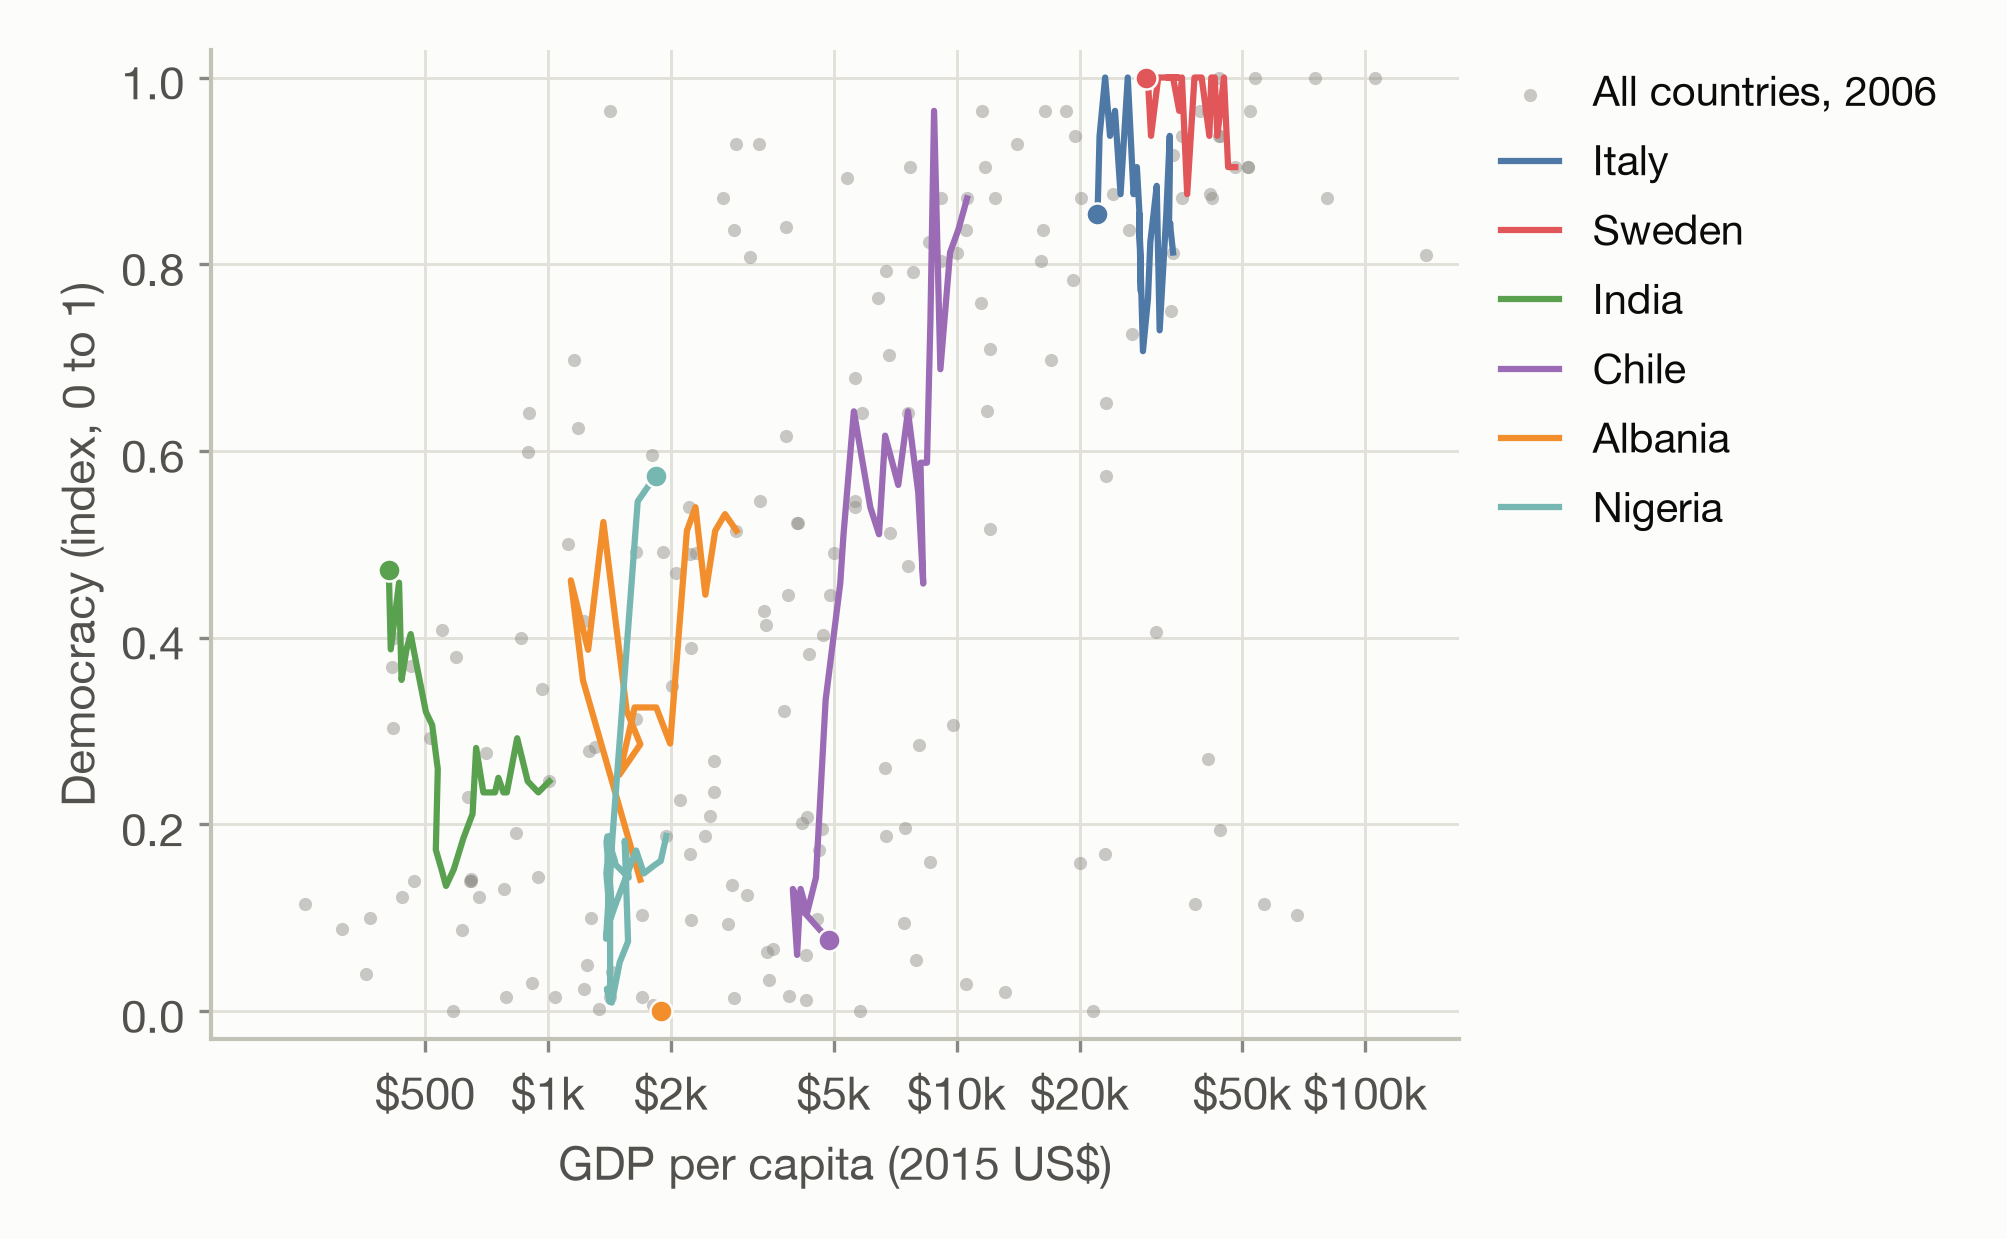 1.0
0.8
0.6
0.4
0.2
0.0
Democracy (index, 0 to 1)
$500 $1k $2k $5k $10k $20k $50k $100k
GDP per capita (2015 US$)
All countries, 2006
Italy
Sweden
India
Chile
Albania
Nigeria